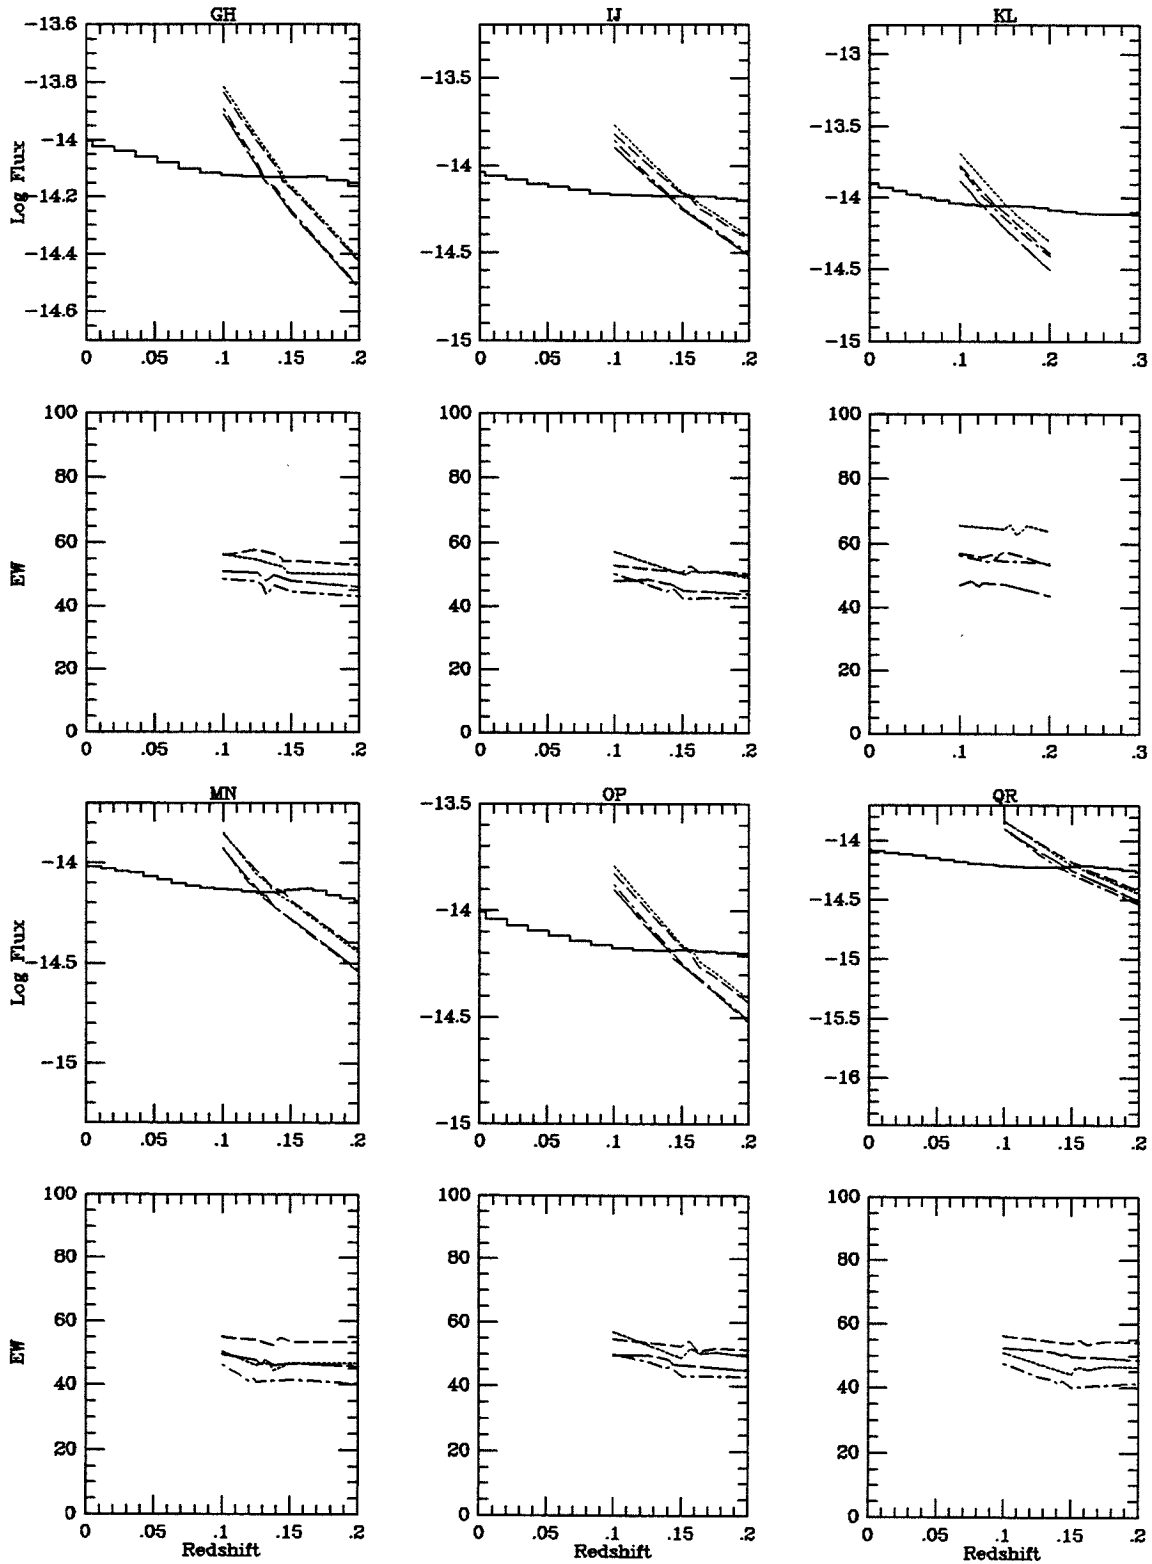 GH IJ KL
−13.6 −13.8 −14 −14.2 −14.4 −14.6
Log Flux
0 .05 .1 .15 .2
−13.5 −14 −14.5 −15
0 .05 .1 .15 .2
−13 −13.5 −14 −14.5 −15
0 .1 .2 .3
100 80 60 40 20 0
EW
0 .05 .1 .15 .2
100 80 60 40 20 0
0 .05 .1 .15 .2
100 80 60 40 20 0
0 .1 .2 .3
MN OP QR
−14 −14.5 −15
Log Flux
0 .05 .1 .15 .2
−13.5 −14 −14.5 −15
0 .05 .1 .15 .2
−14 −14.5 −15 −15.5 −16
0 .05 .1 .15 .2
100 80 60 40 20 0
EW
0 .05 .1 .15 .2
Redshift
100 80 60 40 20 0
0 .05 .1 .15 .2
Redshift
100 80 60 40 20 0
0 .05 .1 .15 .2
Redshift